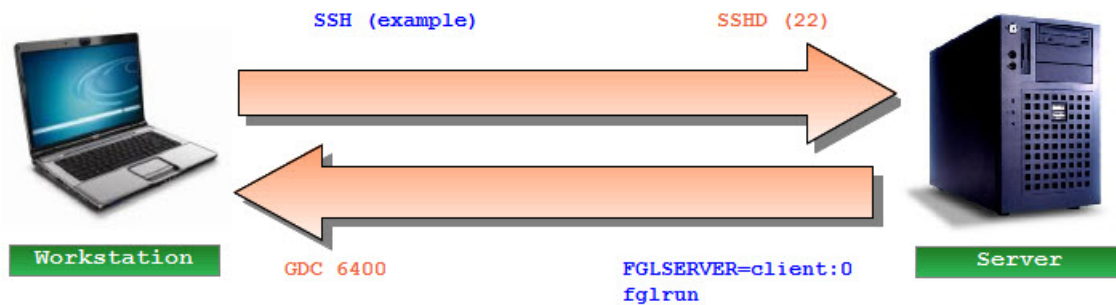 SSH (example)
SSHD (22)
Workstation
GDC 6400
FGLSERVER=client:0
fglrun
Server